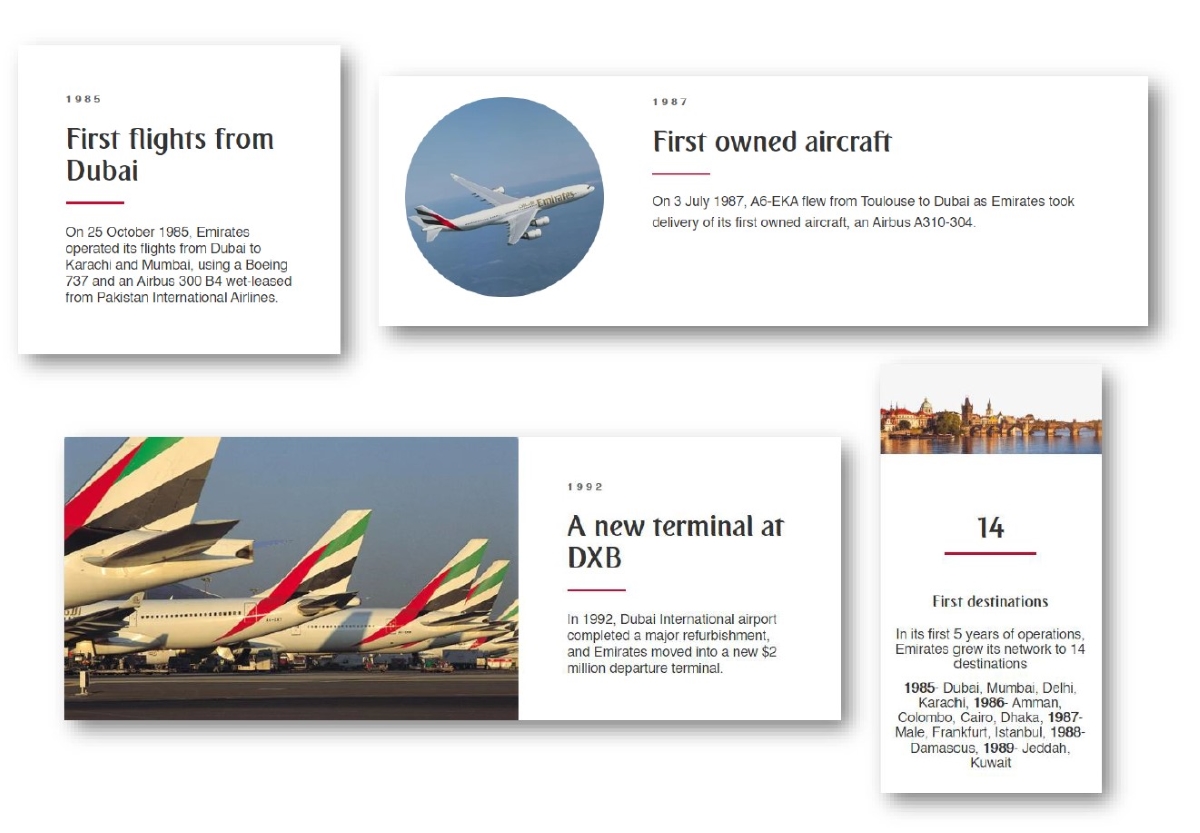 1985
First flights from
Dubai
On 25 October 1985, Emirates
operated its flights from Dubai to
Karachi and Mumbai, using a Boeing
737 and an Airbus 300 B4 wet-leased
from Pakistan International Airlines.
Emirates
1987
First owned aircraft
On 3 July 1987, A6-EKA flew from Toulouse to Dubai as Emirates took
delivery of its first owned aircraft, an Airbus A310-304.
1992
A new terminal at
DXB
In 1992, Dubai International airport
completed a major refurbishment,
and Emirates moved into a new $2
million departure terminal.
14
First destinations
In its first 5 years of operations,
Emirates grew its network to 14
destinations
1985- Dubai, Mumbai, Delhi,
Karachi, 1986- Amman,
Colombo, Cairo, Dhaka, 1987-
Male, Frankfurt, Istanbul, 1988-
Damascus, 1989- Jeddah,
Kuwait